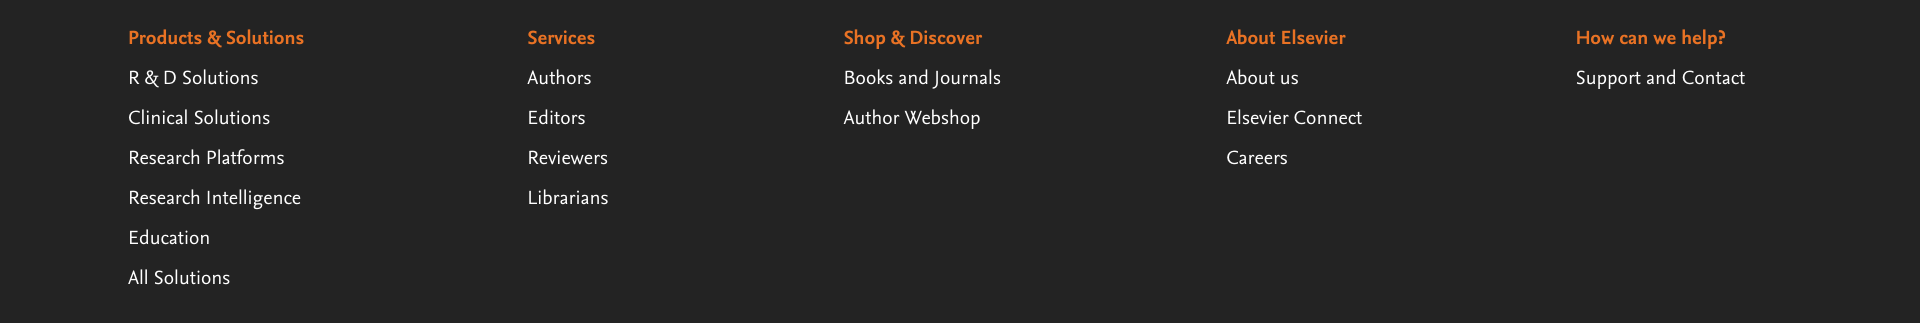 Products & Solutions
R & D Solutions
Clinical Solutions
Research Platforms
Research Intelligence
Education
All Solutions
Services
Authors
Editors
Reviewers
Librarians
Shop & Discover
Books and Journals
Author Webshop
About Elsevier
About us
Elsevier Connect
Careers
How can we help?
Support and Contact